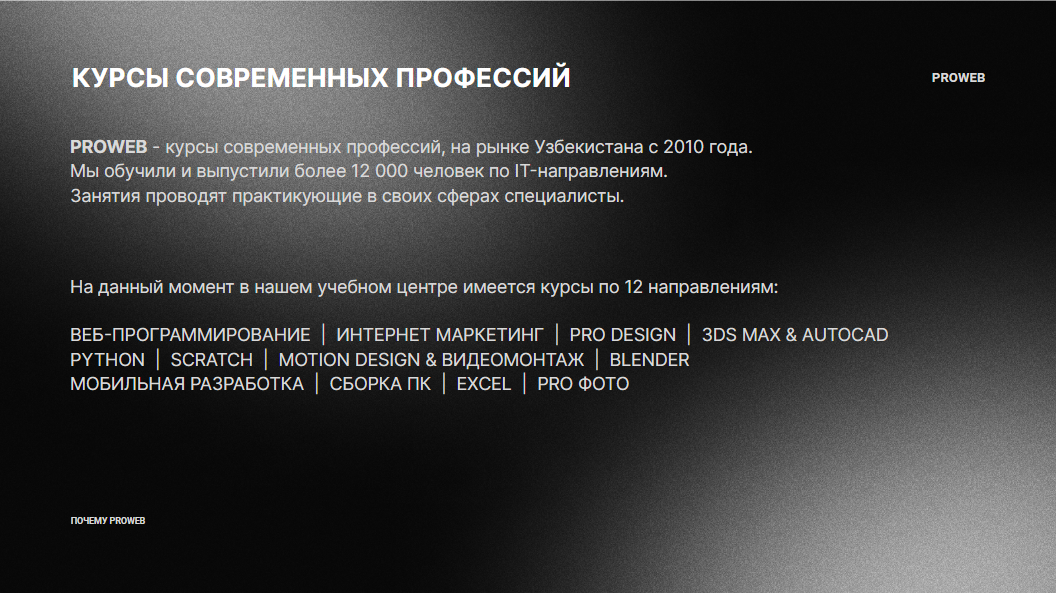 КУРСЫ СОВРЕМЕННЫХ ПРОФЕССИЙ
PROWEB
PROWEB - курсы современных профессий, на рынке Узбекистана с 2010 года.
Мы обучили и выпустили более 12 000 человек по IT-направлениям.
Занятия проводят практикующие в своих сферах специалисты.
На данный момент в нашем учебном центре имеется курсы по 12 направлениям:
ВЕБ-ПРОГРАММИРОВАНИЕ | ИНТЕРНЕТ МАРКЕТИНГ | PRO DESIGN | 3DS MAX & AUTOCAD
PYTHON | SCRATCH | MOTION DESIGN & ВИДЕОМОНТАЖ | BLENDER
МОБИЛЬНАЯ РАЗРАБОТКА | СБОРКА ПК | EXCEL | PRO ФОТО
ПОЧЕМУ PROWEB